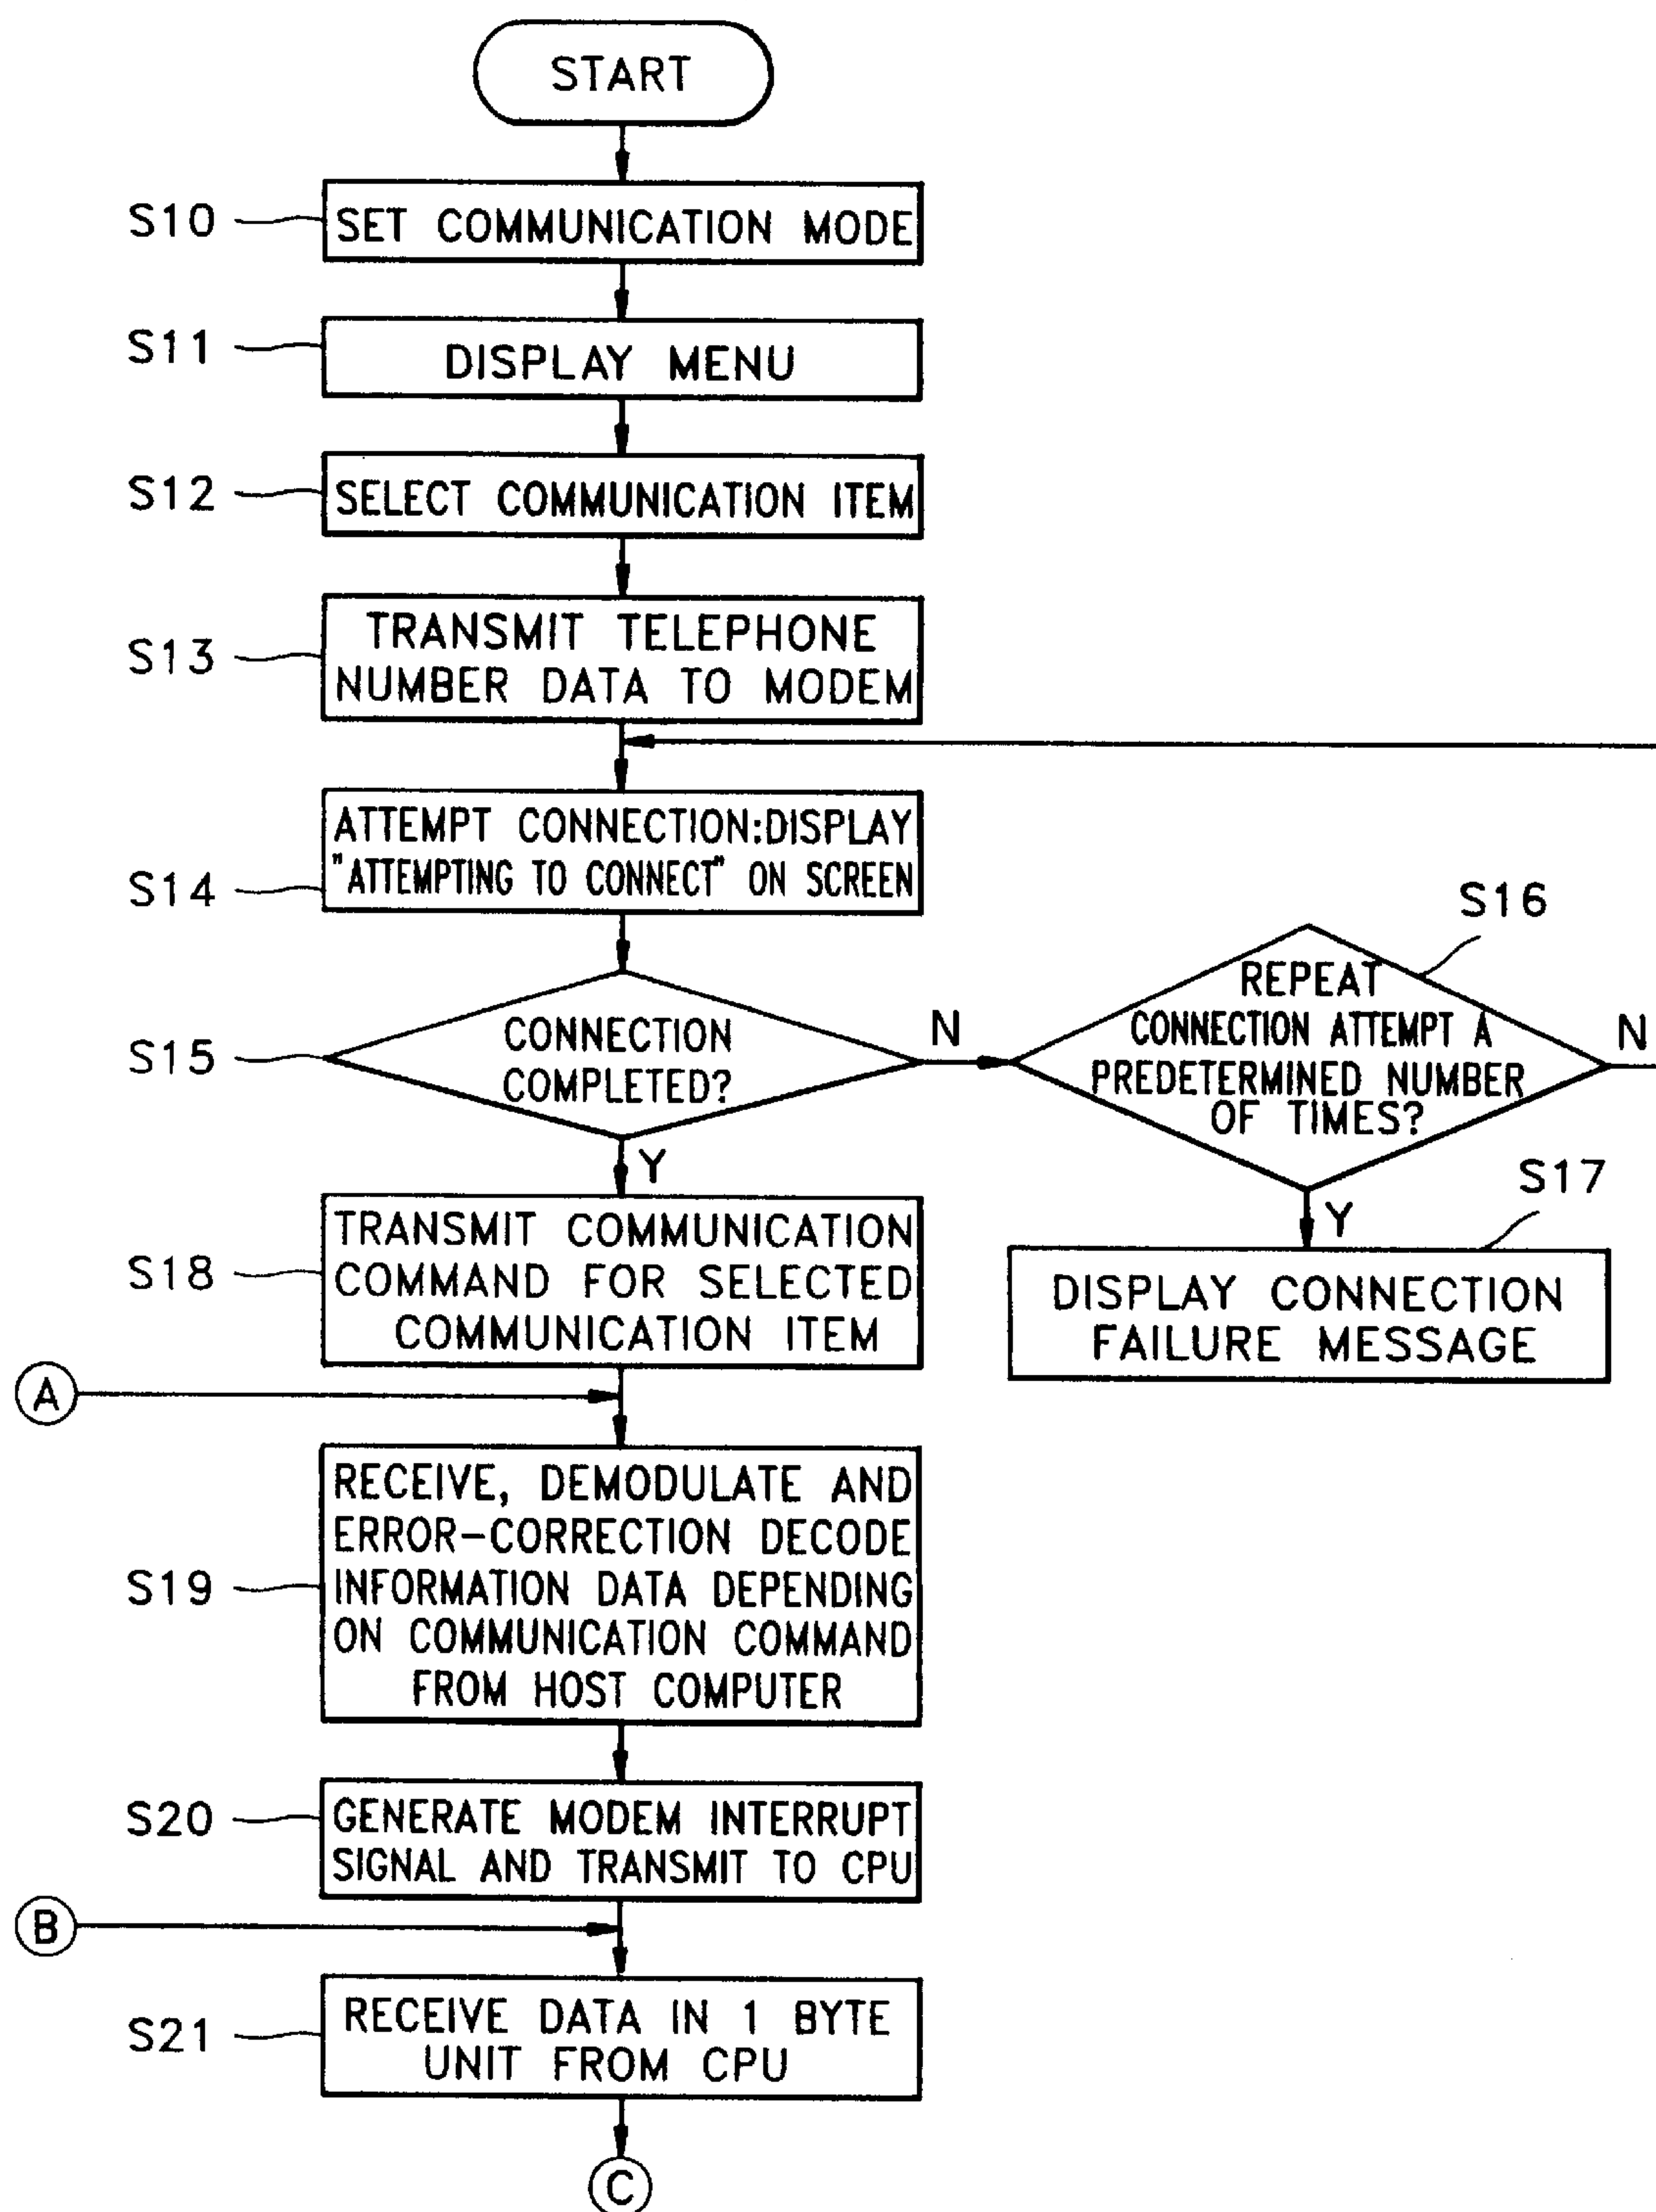 START
S10
SET COMMUNICATION MODE
S11
DISPLAY MENU
S12
SELECT COMMUNICATION ITEM
S13
TRANSMIT TELEPHONE
NUMBER DATA TO MODEM
S14
ATTEMPT CONNECTION:DISPLAY
"ATTEMPTING TO CONNECT" ON SCREEN
S15
CONNECTION
COMPLETED?
N
S16
REPEAT
CONNECTION ATTEMPT A
PREDETERMINED NUMBER
OF TIMES?
N
Y
Y
S17
DISPLAY CONNECTION
FAILURE MESSAGE
S18
TRANSMIT COMMUNICATION
COMMAND FOR SELECTED
COMMUNICATION ITEM
A
S19
RECEIVE, DEMODULATE AND
ERROR-CORRECTION DECODE
INFORMATION DATA DEPENDING
ON COMMUNICATION COMMAND
FROM HOST COMPUTER
S20
GENERATE MODEM INTERRUPT
SIGNAL AND TRANSMIT TO CPU
B
S21
RECEIVE DATA IN 1 BYTE
UNIT FROM CPU
C